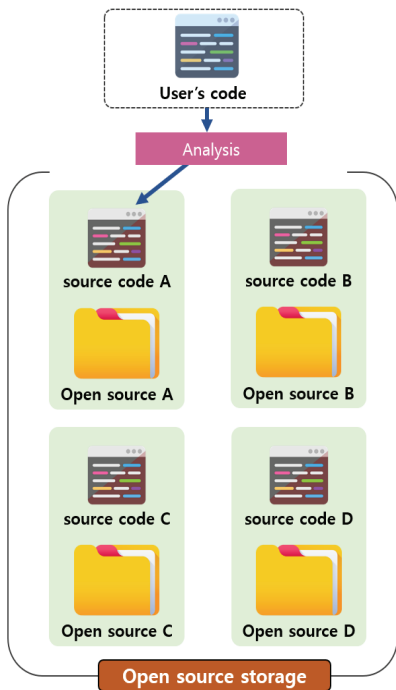 User's code
Analysis
source code A
source code B
Open source A
Open source B
source code C
source code D
Open source C
Open source D
Open source storage